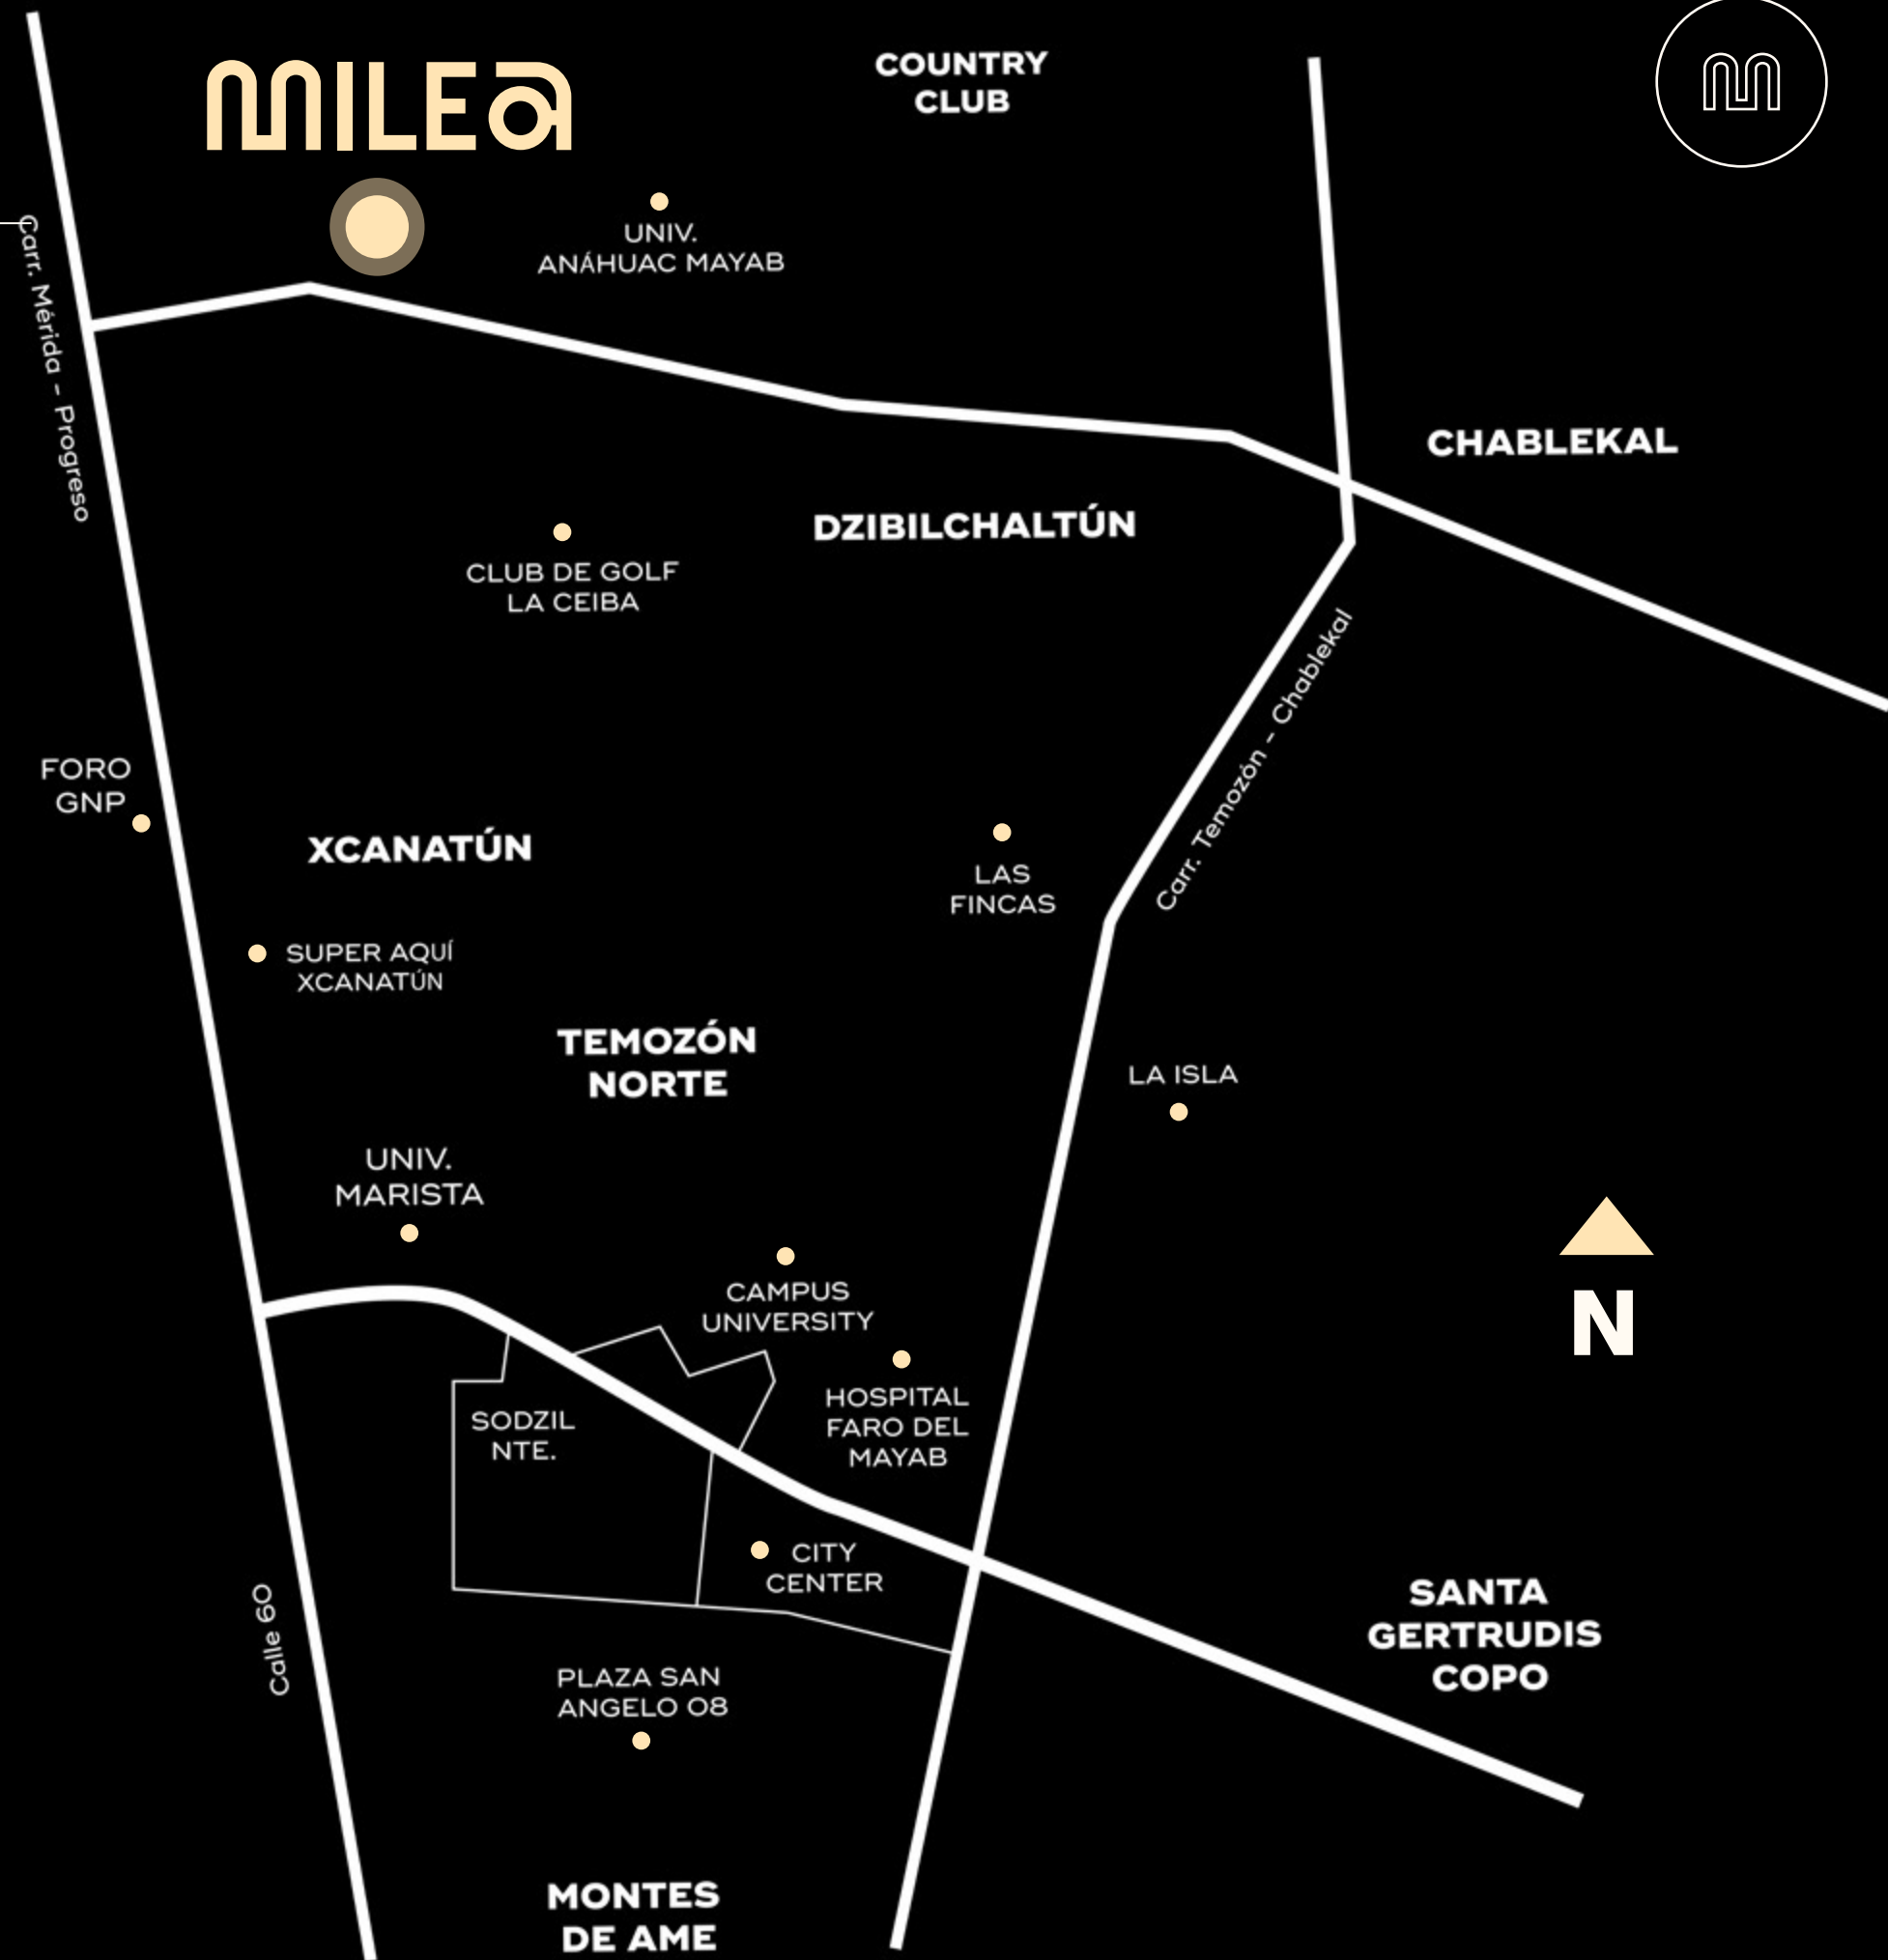 MILEA
COUNTRY
CLUB
UNIV.
ANÁHUAC MAYAB
Carr. Mérida - Progreso
CHABLEKAL
DZIBILCHALTÚN
CLUB DE GOLF
LA CEIBA
Carr. Temozón - Chablekal
FORO
GNP
XCANATÚN
LAS
FINCAS
SUPER AQUÍ
XCANATÚN
TEMOZÓN
NORTE
LA ISLA
UNIV.
MARISTA
N
CAMPUS
UNIVERSITY
HOSPITAL
FARO DEL
MAYAB
SODZIL
NTE.
CITY
CENTER
Calle 60
SANTA
GERTRUDIS
COPO
PLAZA SAN
ANGELO 08
MONTES
DE AME